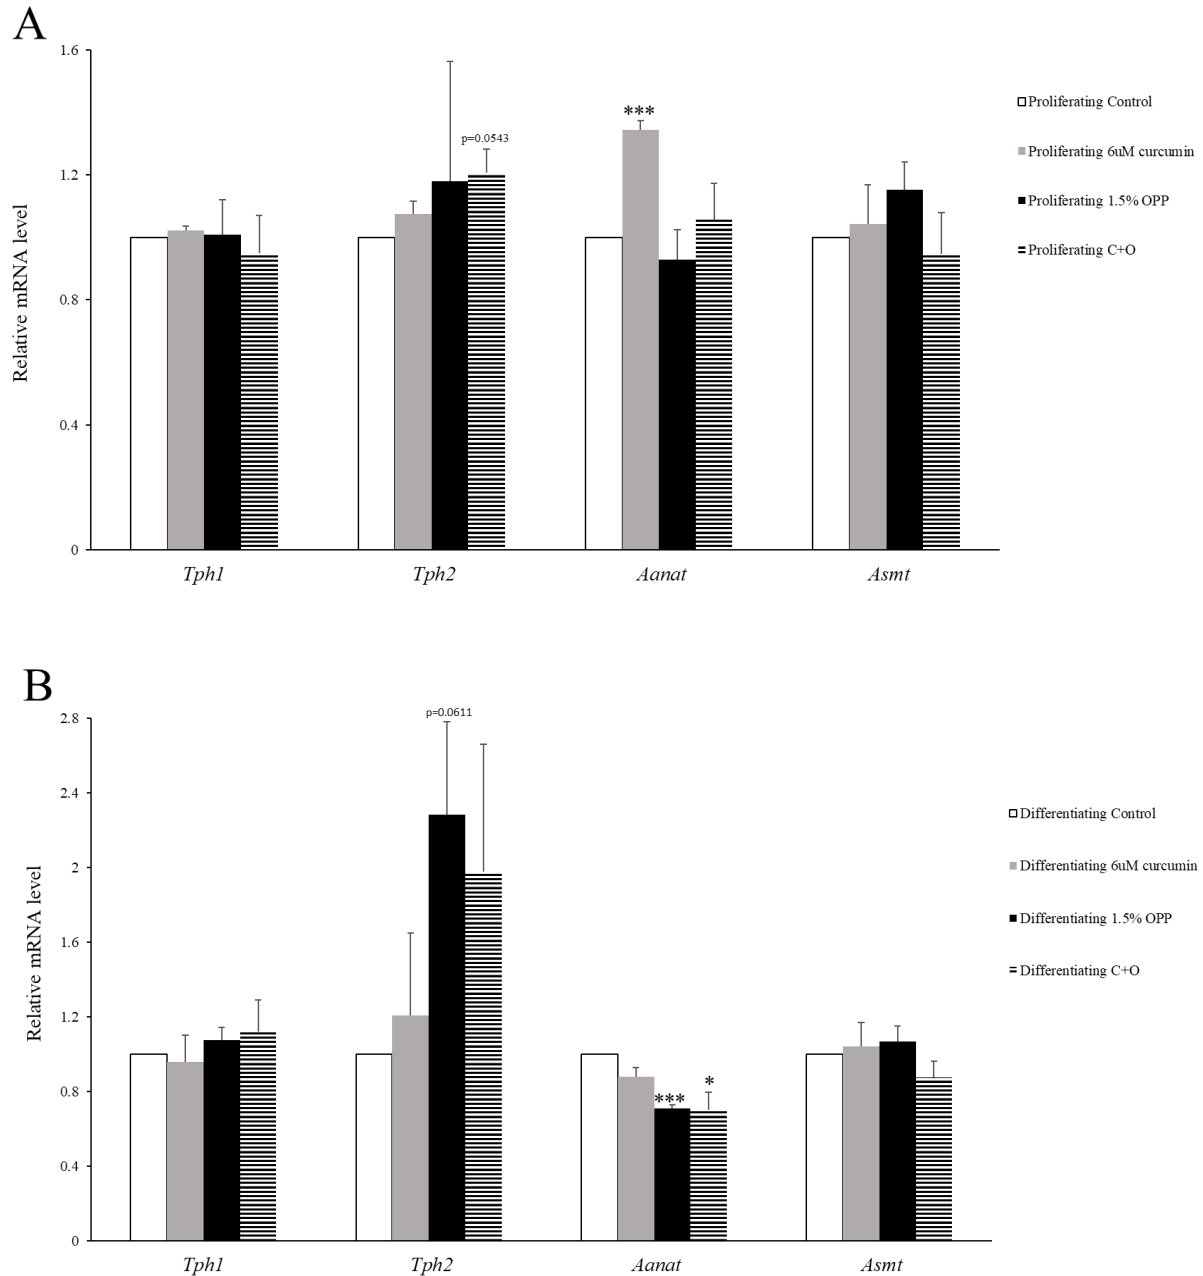 A
1.6
1.2
0.8
0.4
0
Relative mRNA level
p=0.0543
***
Tph1
Tph2
Aanat
Asmt
Proliferating Control
Proliferating 6uM curcumin
Proliferating 1.5% OPP
Proliferating C+O
B
2.8
2.4
2
1.6
1.2
0.8
0.4
0
Relative mRNA level
p=0.0611
***
*
Tph1
Tph2
Aanat
Asmt
Differentiating Control
Differentiating 6uM curcumin
Differentiating 1.5% OPP
Differentiating C+O